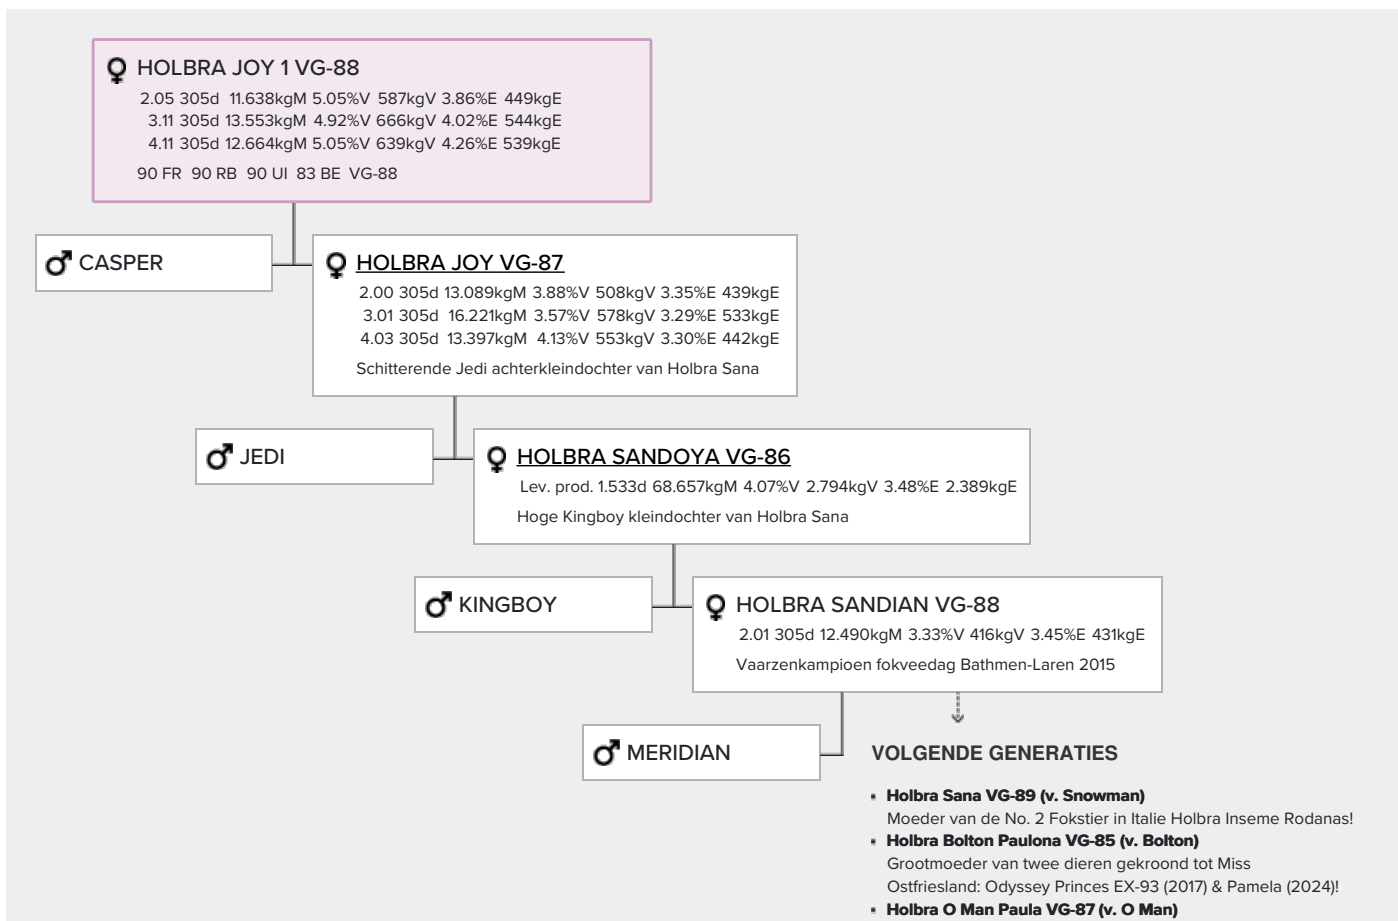 HOLBRA JOY 1 VG-88
2.05 305d 11.638kgM 5.05%V 587kgV 3.86%E 449kgE
3.11 305d 13.553kgM 4.92%V 666kgV 4.02%E 544kgE
4.11 305d 12.664kgM 5.05%V 639kgV 4.26%E 539kgE
90 FR 90 RB 90 UI 83 BE VG-88
CASPER
HOLBRA JOY VG-87
2.00 305d 13.089kgM 3.88%V 508kgV 3.35%E 439kgE
3.01 305d 16.221kgM 3.57%V 578kgV 3.29%E 533kgE
4.03 305d 13.397kgM 4.13%V 553kgV 3.30%E 442kgE
Schitterende Jedi achterkleindochter van Holbra Sana
JEDI
HOLBRA SANDOYA VG-86
Lev. prod. 1.533d 68.657kgM 4.07%V 2.794kgV 3.48%E 2.389kgE
Hoge Kingboy kleindochter van Holbra Sana
KINGBOY
HOLBRA SANDIAN VG-88
2.01 305d 12.490kgM 3.33%V 416kgV 3.45%E 431kgE
Vaarzenkampioen fokveedag Bathmen-Laren 2015
MERIDIAN
VOLGENDE GENERATIES
▪ Holbra Sana VG-89 (v. Snowman)
Moeder van de No. 2 Fokstier in Italie Holbra Inseme Rodanas!
▪ Holbra Bolton Paulona VG-85 (v. Bolton)
Grootmoeder van twee dieren gekroond tot Miss
Ostfriesland: Odyssey Princes EX-93 (2017) & Pamela (2024)!
▪ Holbra O Man Paula VG-87 (v. O Man)